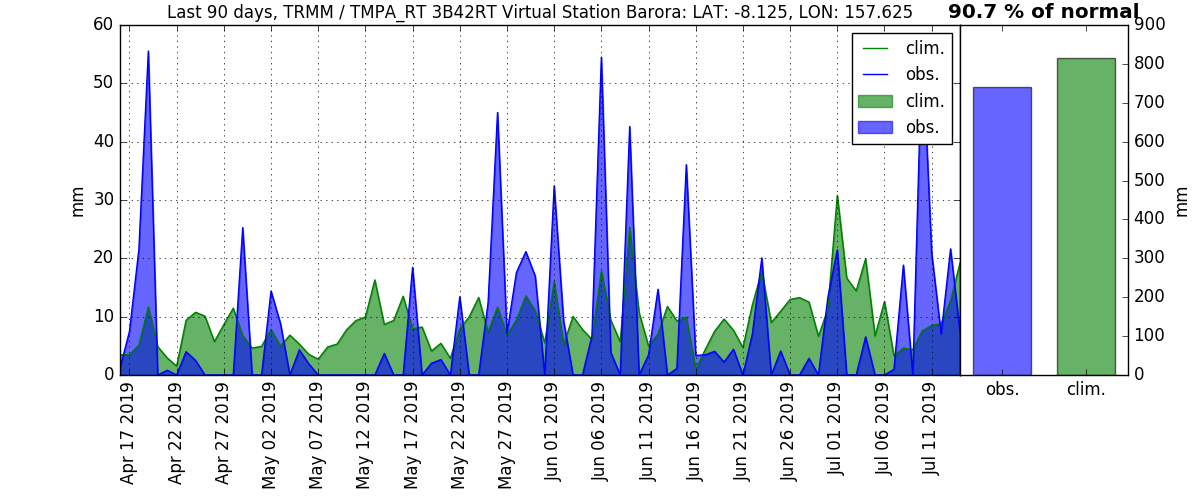 Last 90 days, TRMM / TMPA_RT 3B42RT Virtual Station Barora: LAT: -8.125, LON: 157.625
90.7 % of normal
60
50
40
30
20
10
0
mm
clim.
obs.
clim.
obs.
900
800
700
600
500
400
300
200
100
0
mm
obs.
clim.
Apr 17 2019
Apr 22 2019
Apr 27 2019
May 02 2019
May 07 2019
May 12 2019
May 17 2019
May 22 2019
May 27 2019
Jun 01 2019
Jun 06 2019
Jun 11 2019
Jun 16 2019
Jun 21 2019
Jun 26 2019
Jul 01 2019
Jul 06 2019
Jul 11 2019